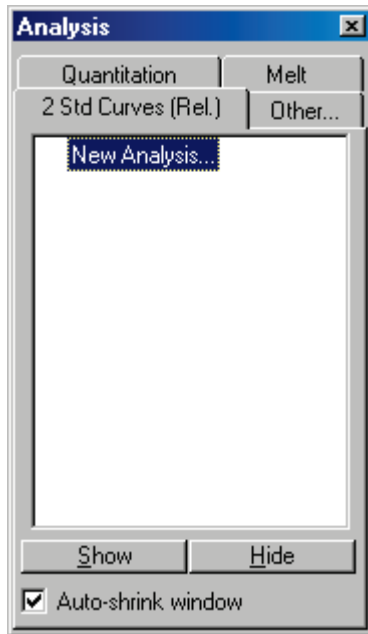 Analysis
Quantitation Melt
2 Std Curves (Rel.) Other...
New Analysis...
Show Hide
Auto-shrink window